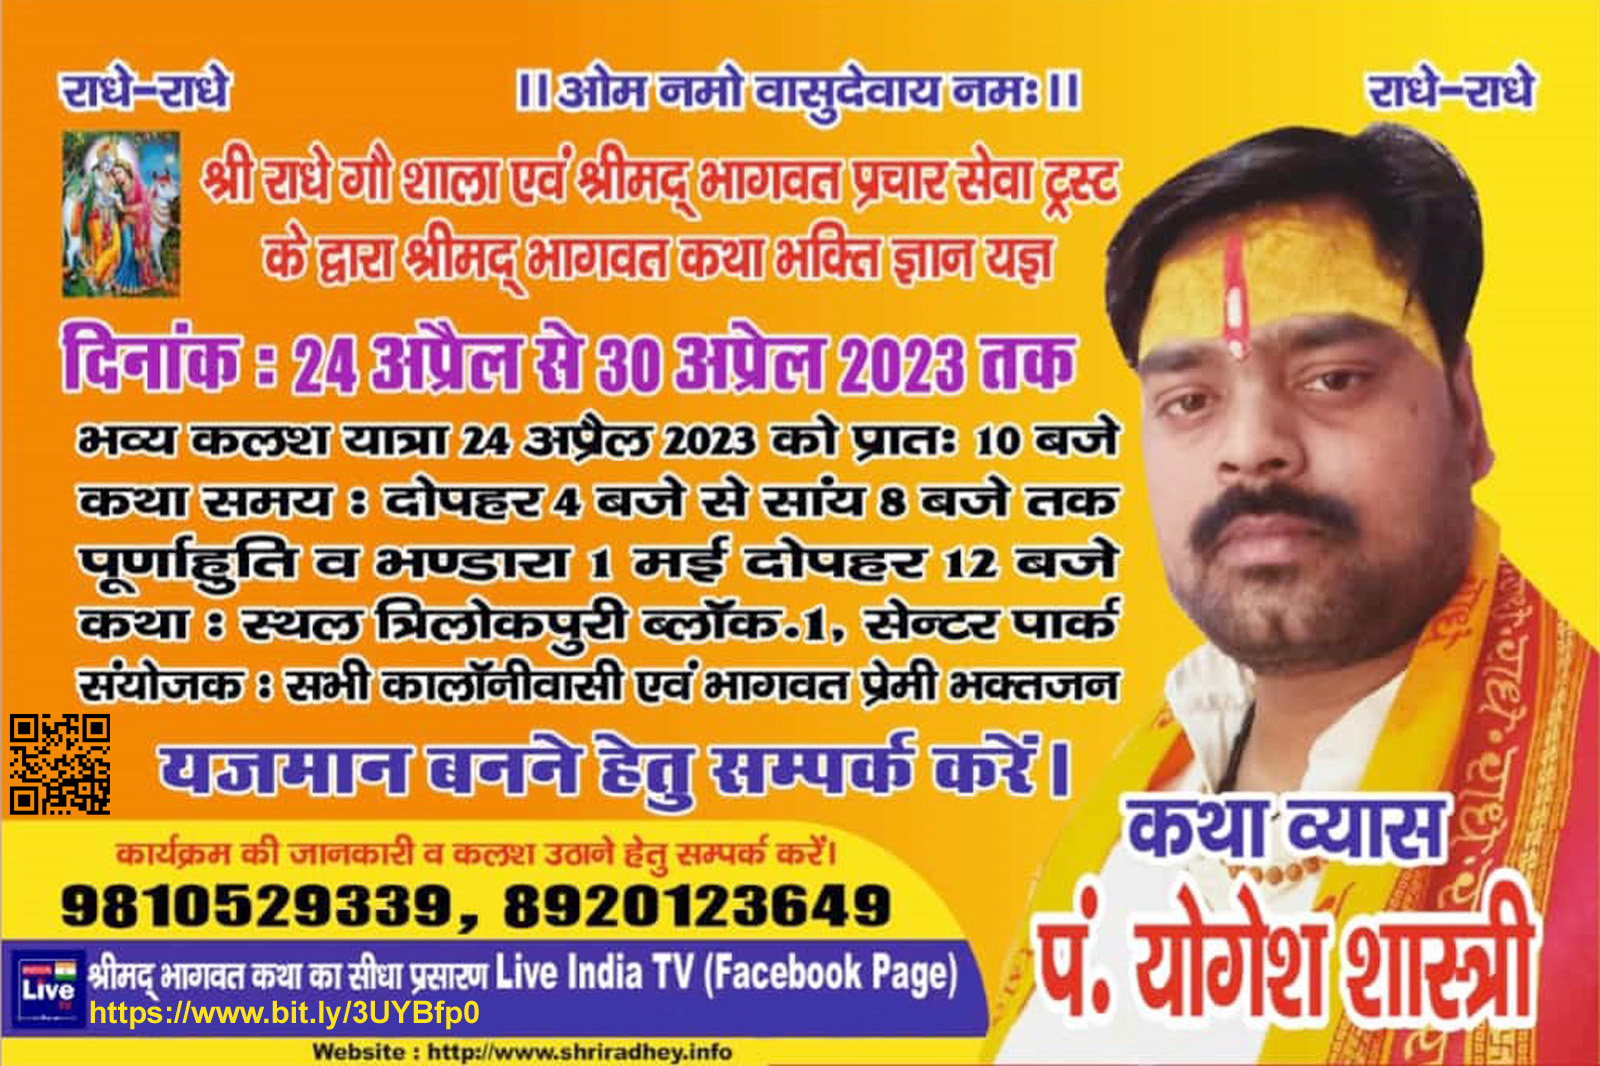 राधे-राधे ।।ओम नमो वासुदेवाय नमः।। राधे-राधे
श्री राधे गौ शाला एवं श्रीमद् भागवत प्रचार सेवा ट्रस्ट
के द्वारा श्रीमद् भागवत कथा भक्ति ज्ञान यज्ञ
दिनांक : 24 अप्रैल से 30 अप्रेल 2023 तक
भव्य कलश यात्रा 24 अप्रैल 2023 को प्रातः 10 बजे
कथा समय : दोपहर 4 बजे से सांय 8 बजे तक
पूर्णाहुति व भण्डारा 1 मई दोपहर 12 बजे
कथा : स्थल त्रिलोकपुरी ब्लॉक.1, सेन्टर पार्क
संयोजक : सभी कालॉनीवासी एवं भागवत प्रेमी भक्तजन
यजमान बनने हेतु सम्पर्क करें।
कार्यक्रम की जानकारी व कलश उठाने हेतु सम्पर्क करें।
9810529339, 8920123649
कथा व्यास
पं. योगेश शास्त्री
INDIA
Live
TV
श्रीमद् भागवत कथा का सीधा प्रसारण Live India TV (Facebook Page)
https://www.bit.ly/3UYBfp0
Website : http://www.shriradhey.info